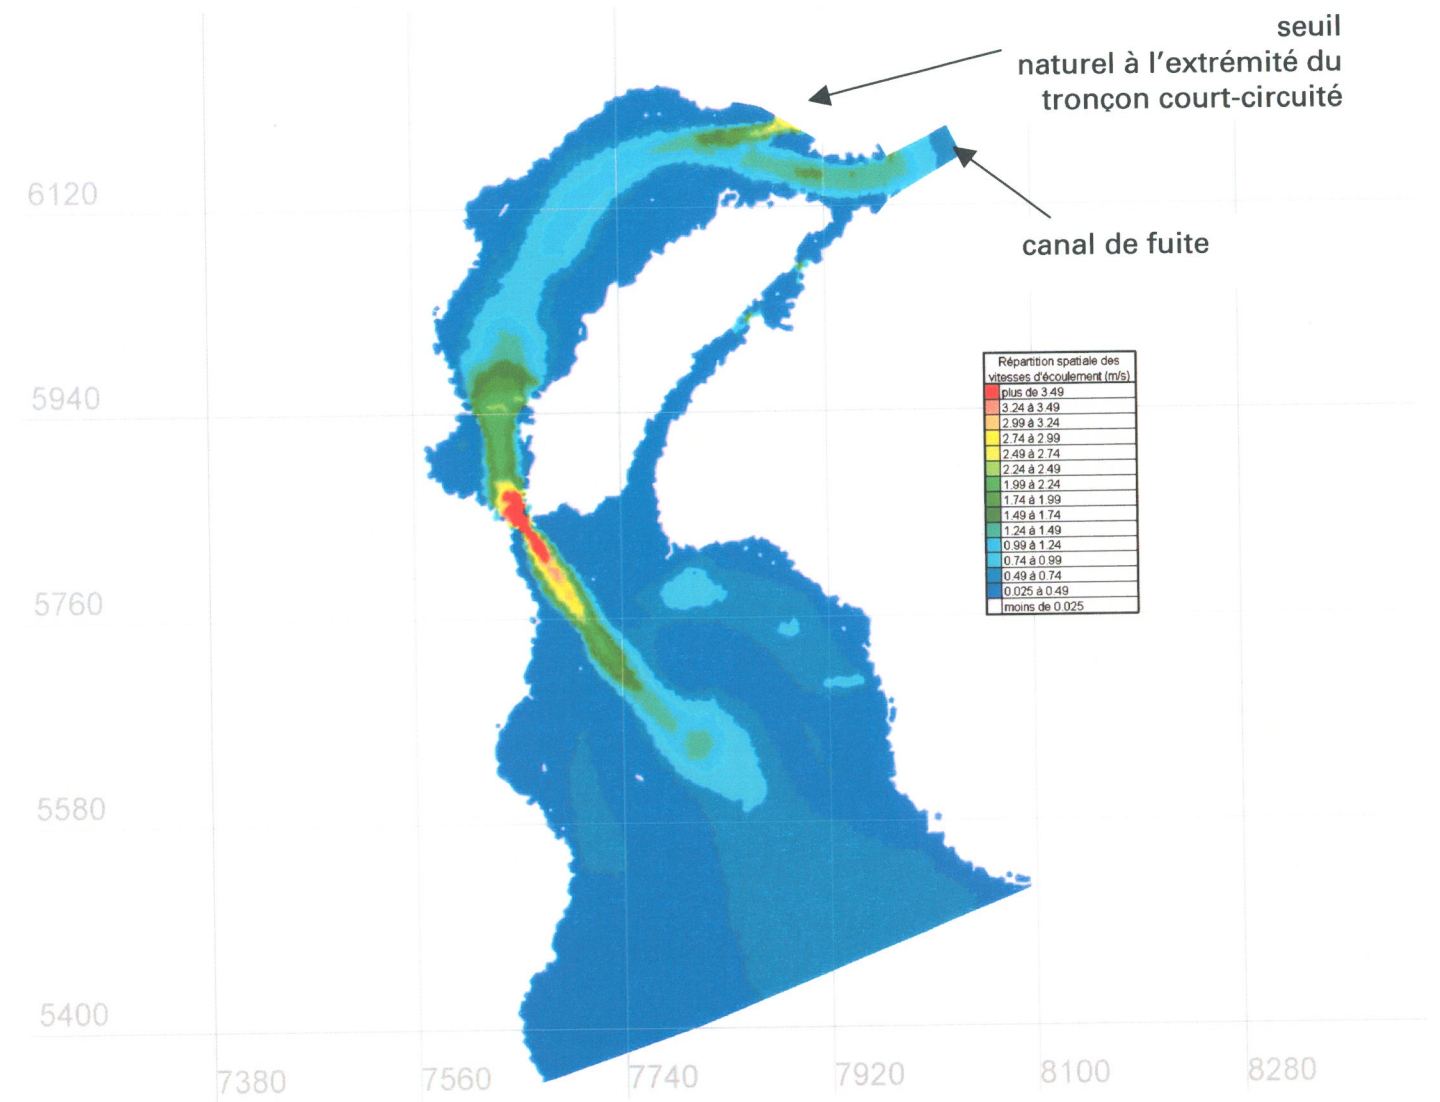 seuil
naturel à l'extrémité du
tronçon court-circuité
6120
canal de fuite
Répartition spatiale des
vitesses d'écoulement (m/s)
plus de 3.49
3.24 à 3.49
2.99 à 3.24
2.74 à 2.99
2.49 à 2.74
2.24 à 2.49
1.99 à 2.24
1.74 à 1.99
1.49 à 1.74
1.24 à 1.49
0.99 à 1.24
0.74 à 0.99
0.49 à 0.74
0.025 à 0.49
moins de 0.025
5940
5760
5580
5400
7380 7560 7740 7920 8100 8280